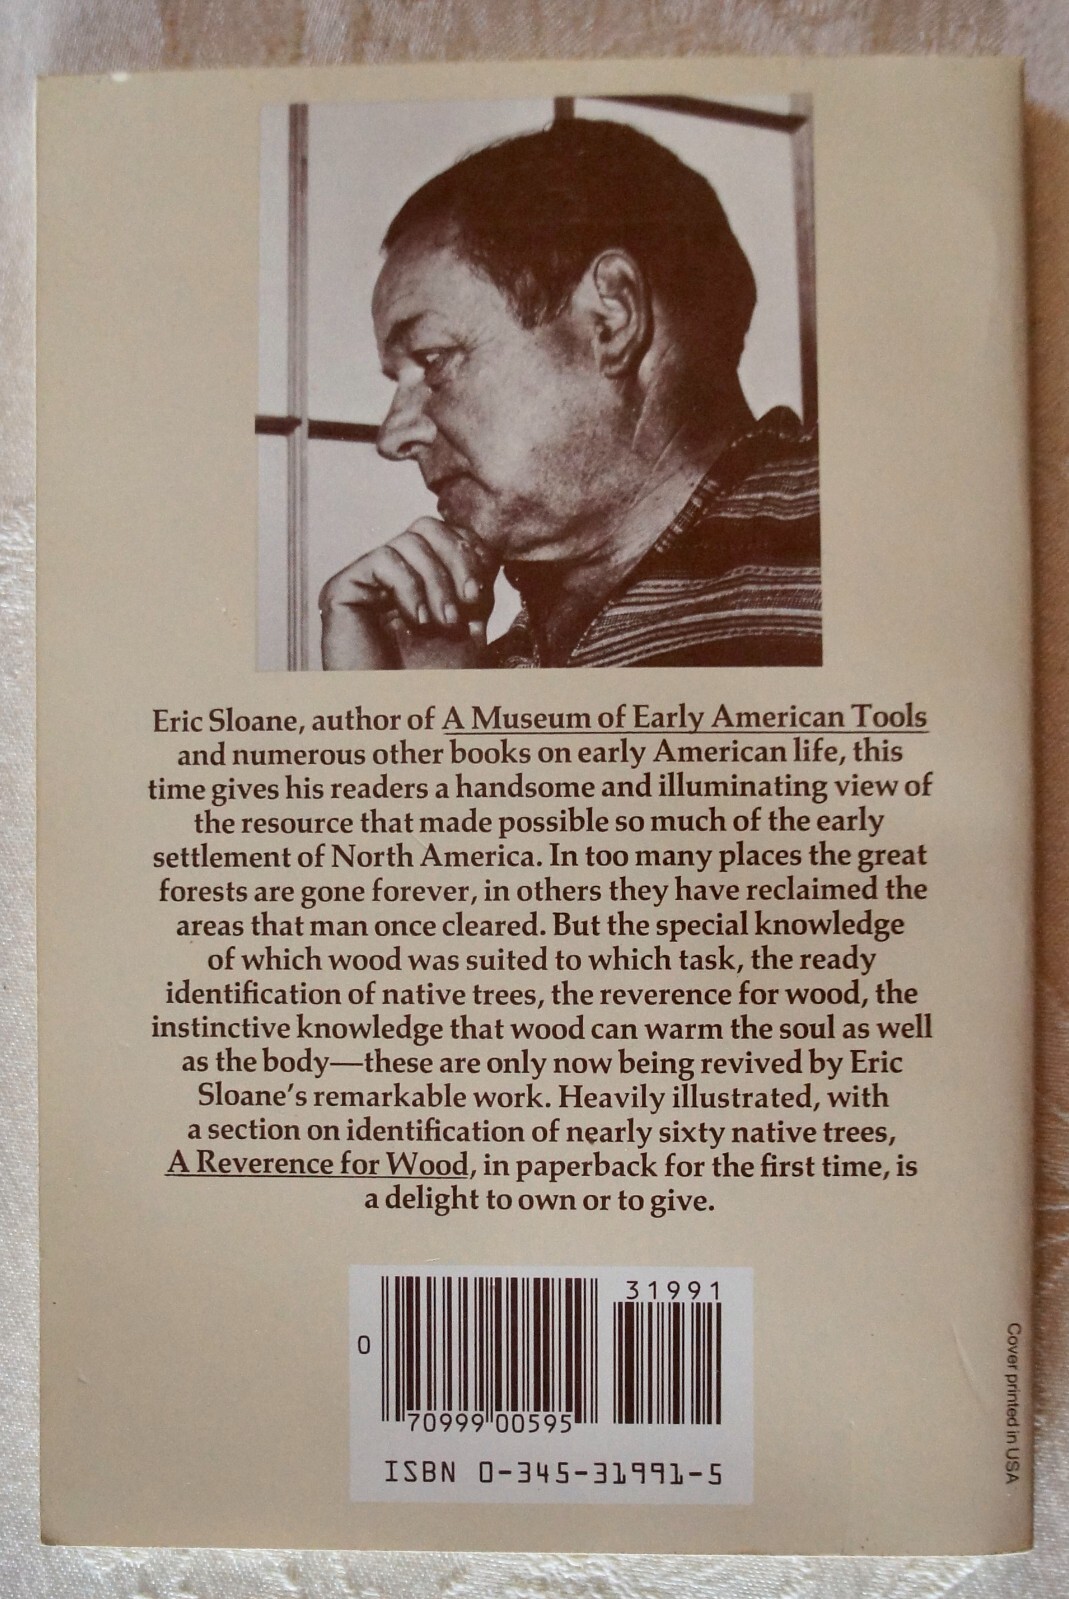 Eric Sloane, author of A Museum of Early American Tools
and numerous other books on early American life, this
time gives his readers a handsome and illuminating view of
the resource that made possible so much of the early
settlement of North America. In too many places the great
forests are gone forever, in others they have reclaimed the
areas that man once cleared. But the special knowledge
of which wood was suited to which task, the ready
identification of native trees, the reverence for wood, the
instinctive knowledge that wood can warm the soul as well
as the body—these are only now being revived by Eric
Sloane's remarkable work. Heavily illustrated, with
a section on identification of nearly sixty native trees,
A Reverence for Wood, in paperback for the first time, is
a delight to own or to give.
31991
0
70999 00595
ISBN 0-345-31991-5
Cover printed in USA